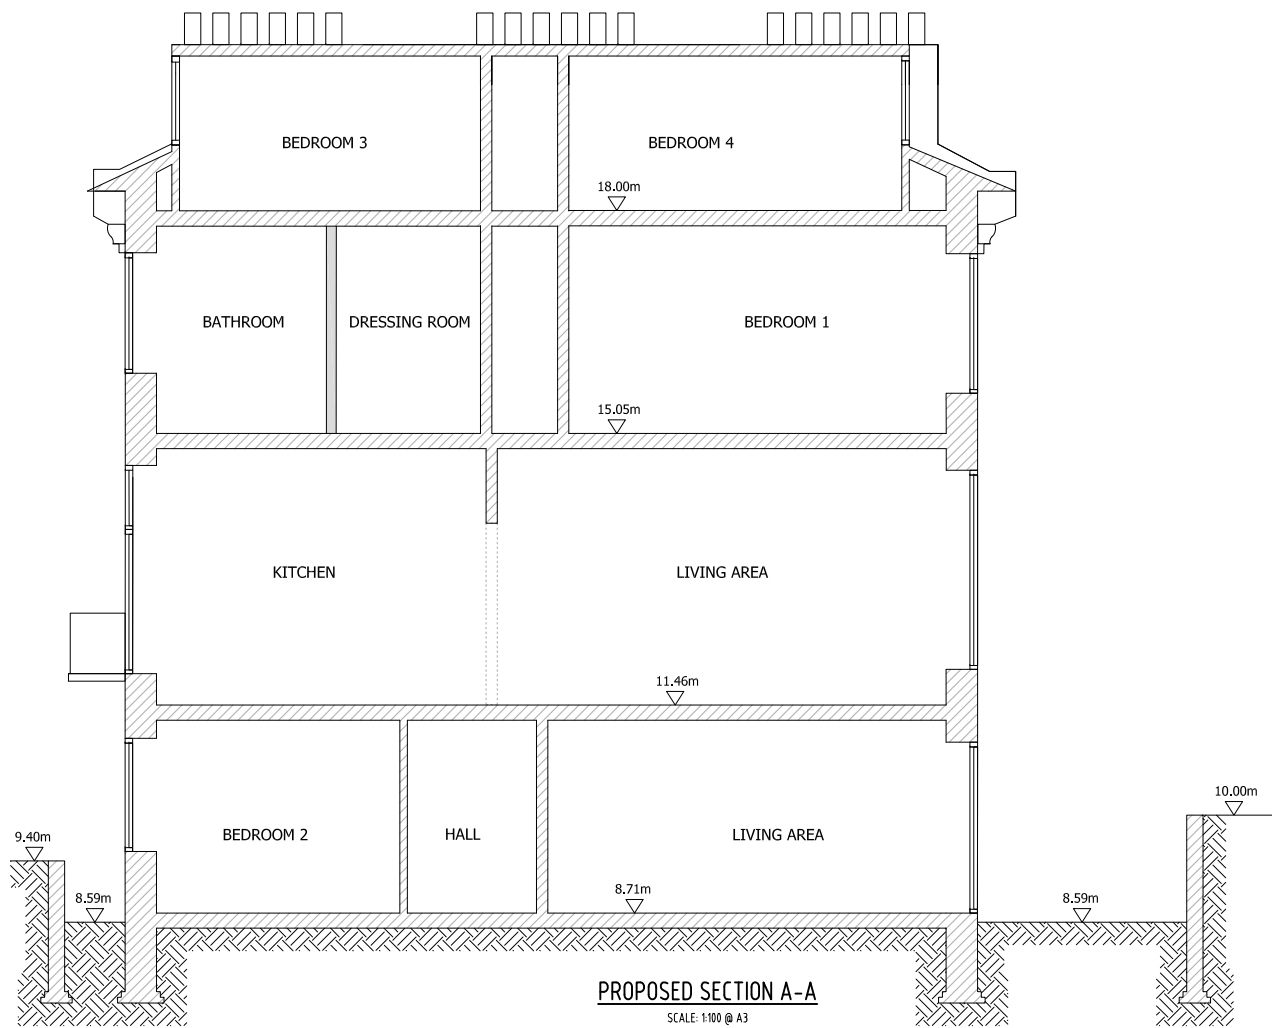 BEDROOM 3
BEDROOM 4
18.00m
BATHROOM
DRESSING ROOM
BEDROOM 1
15.05m
KITCHEN
LIVING AREA
11.46m
10.00m
9.40m
BEDROOM 2
HALL
LIVING AREA
8.59m
8.71m
8.59m
PROPOSED SECTION A-A
SCALE: 1:100 @ A3